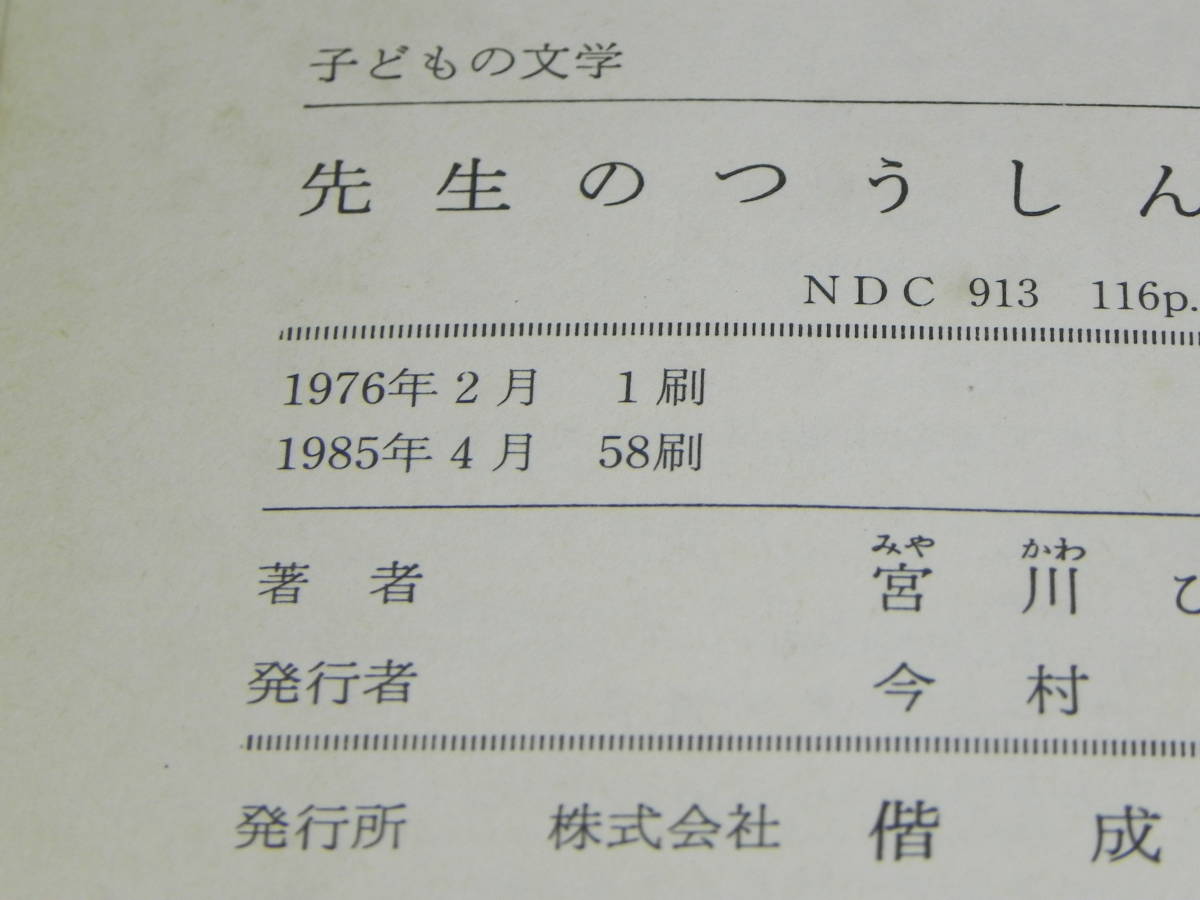 子どもの文学
先生のつうしん
NDC 913 116p.
1976年2月 1刷
1985年4月 58刷
みや かわ
著者 宮川ひ
発行者 今村
発行所 株式会社 偕成